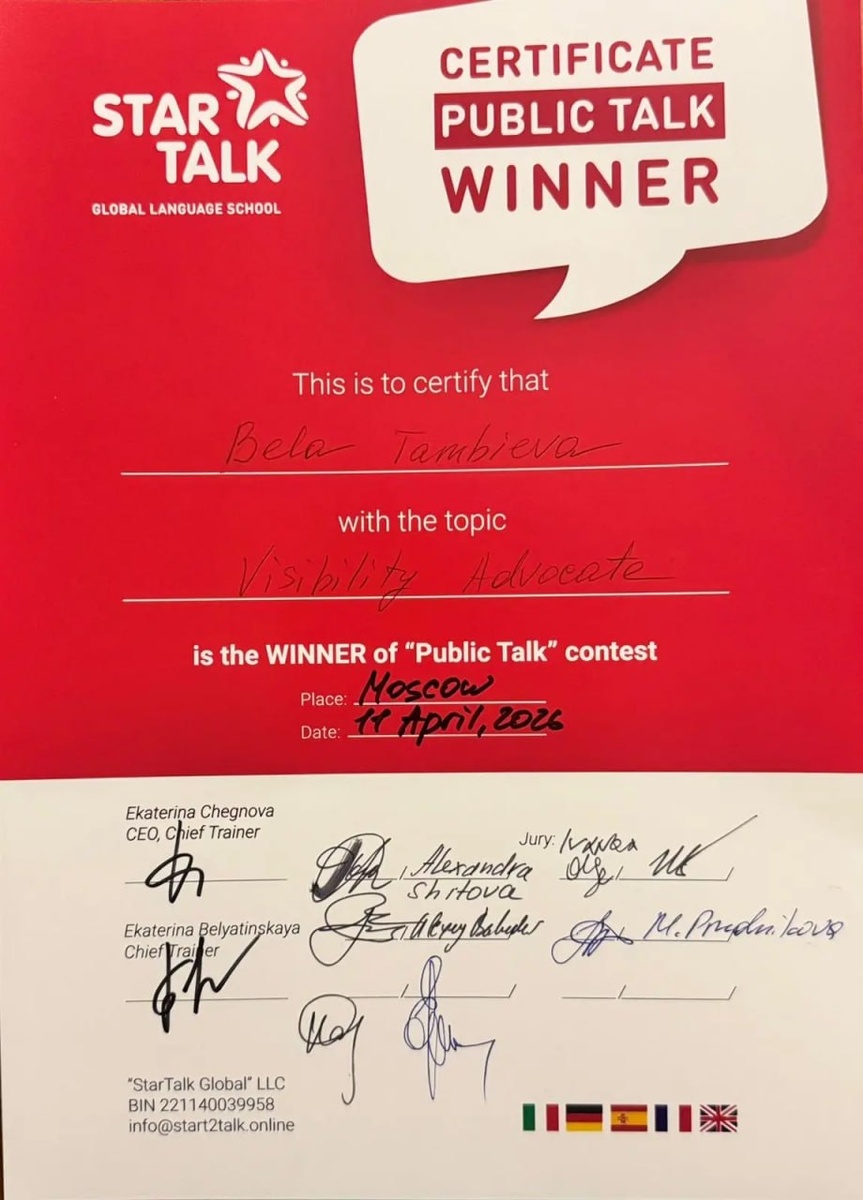 STAR
TALK
GLOBAL LANGUAGE SCHOOL
CERTIFICATE
PUBLIC TALK
WINNER
This is to certify that
Bela Tambieva
with the topic
Visibility Advocate
is the WINNER of “Public Talk” contest
Place: Moscow
Date: 11 April, 2026
Ekaterina Chegnova
CEO, Chief Trainer
Alexandra
Shitova
Jury:
Ekaterina Belyatinskaya
Chief Trainer
Alexey
M. Prudnikova
“StarTalk Global” LLC
BIN 221140039958
info@start2talk.online